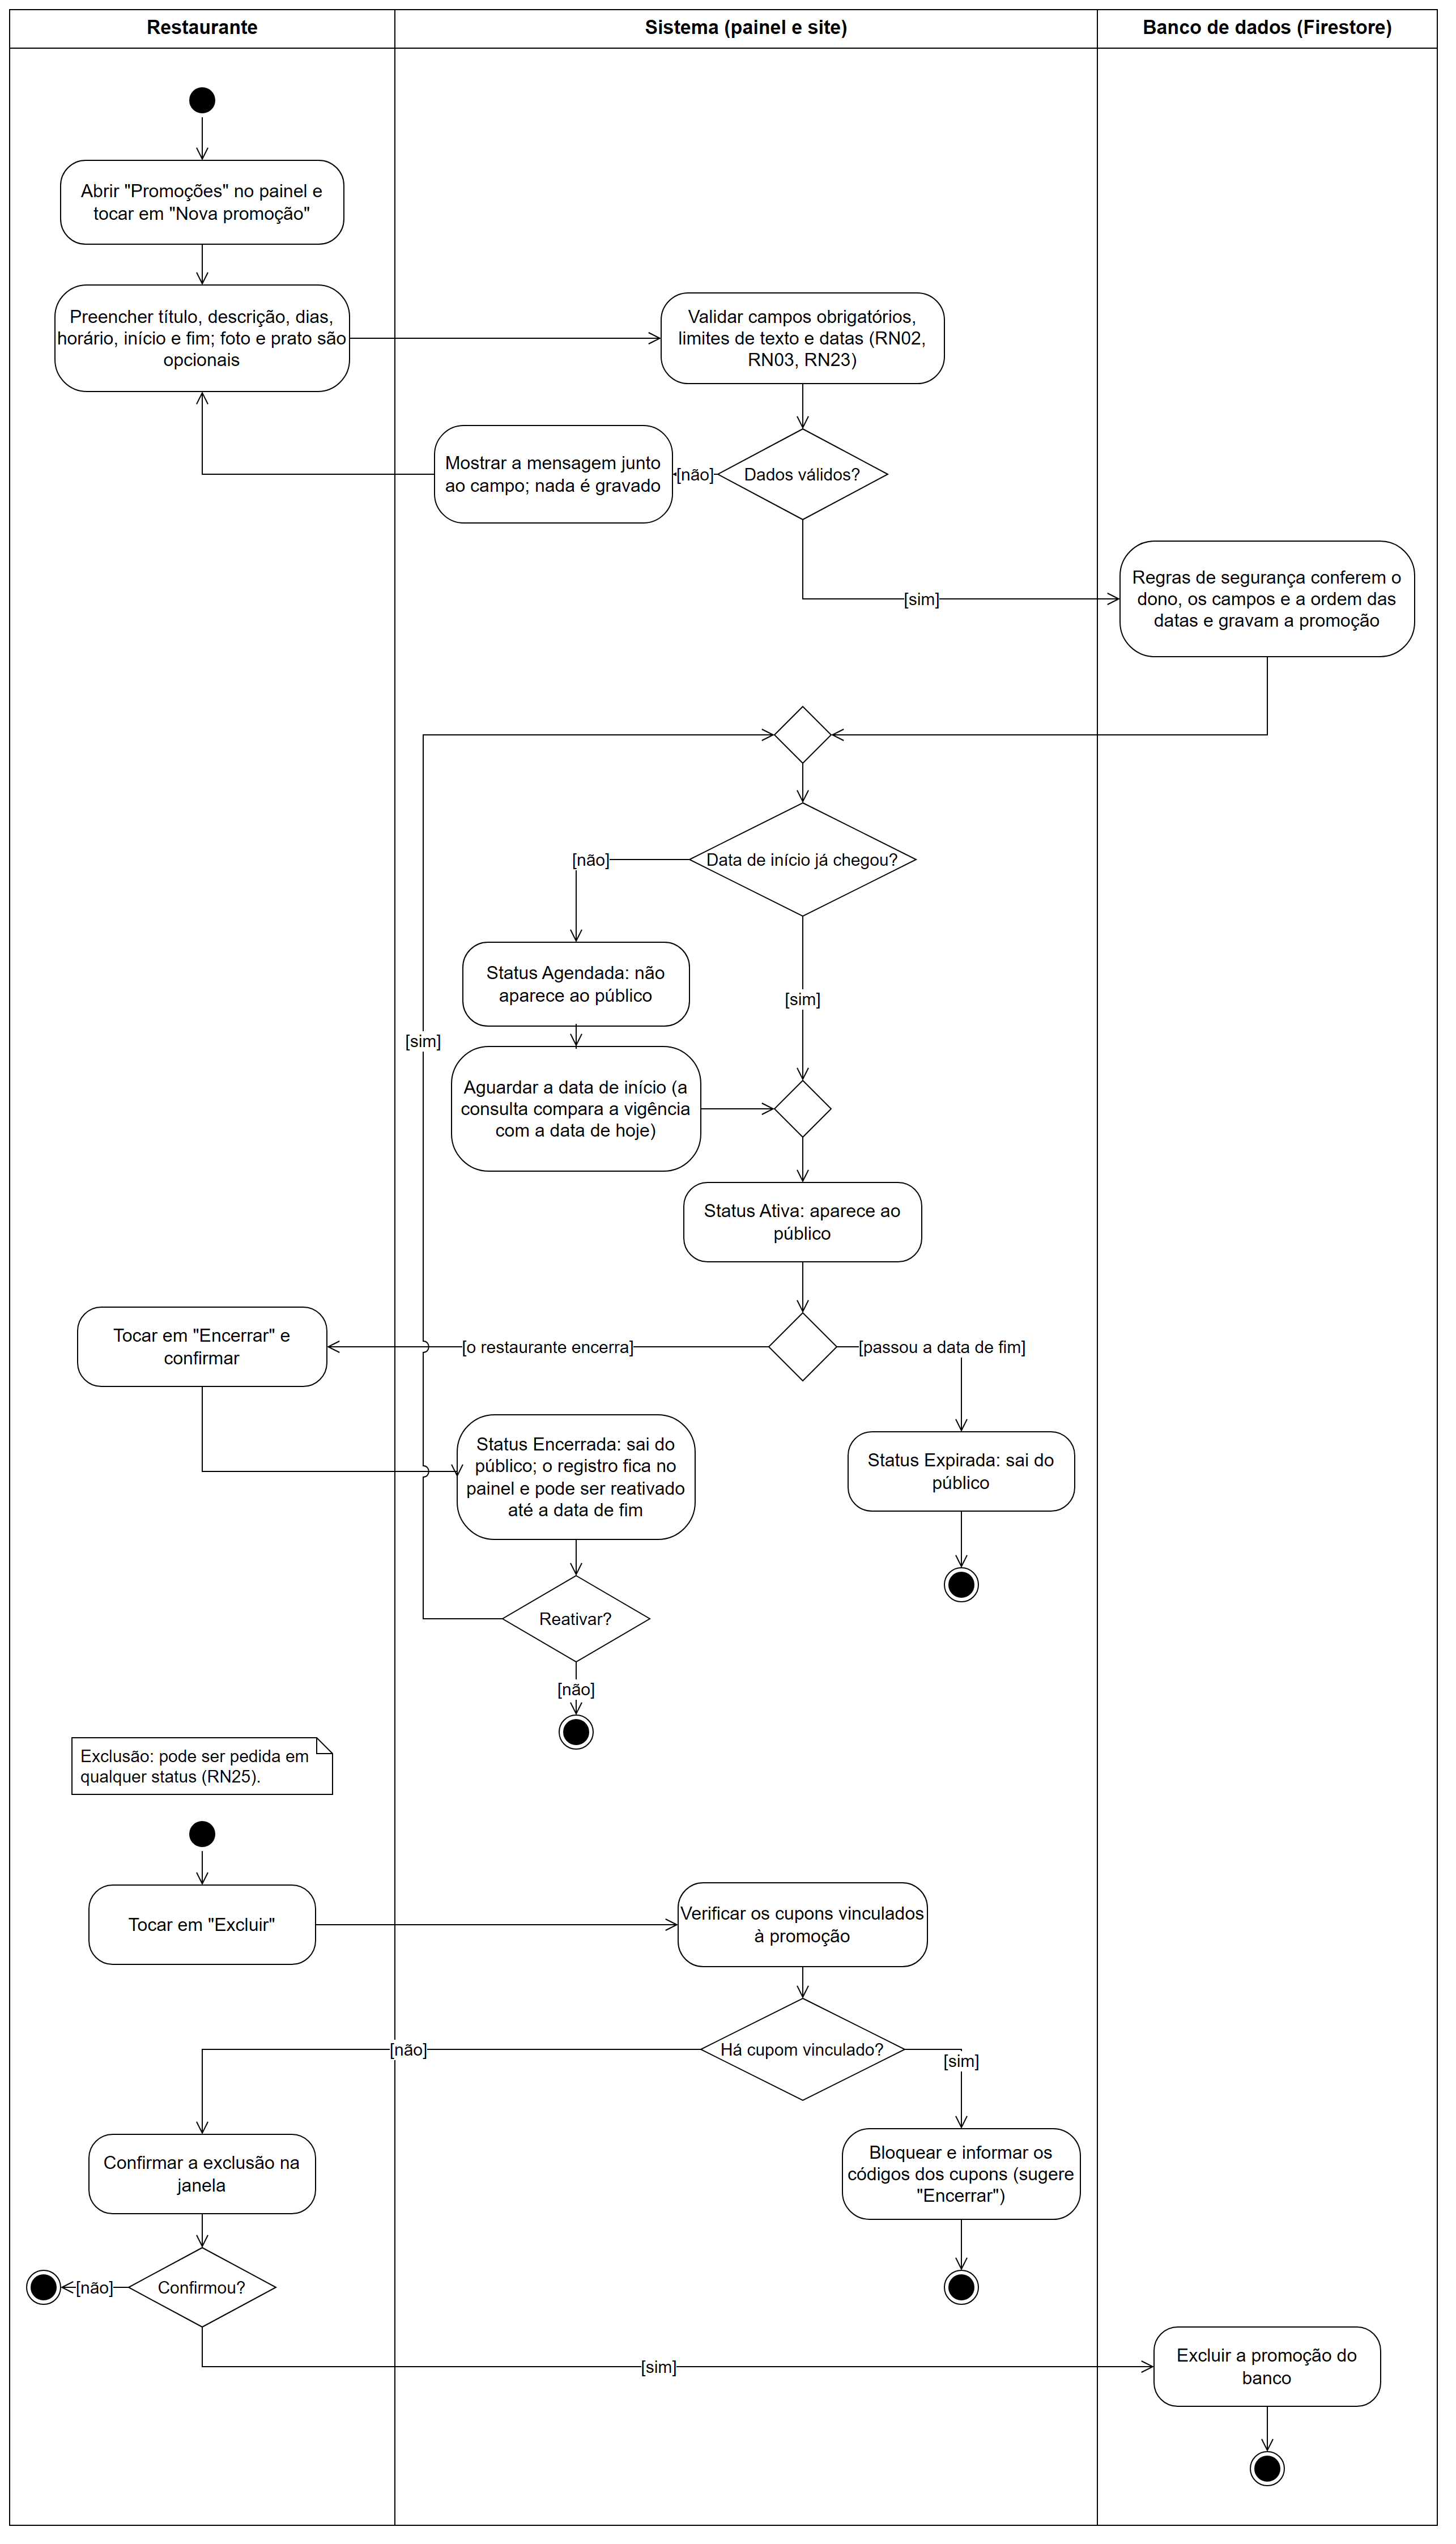 Restaurante
Sistema (painel e site)
Banco de dados (Firestore)
Abrir "Promoções" no painel e
tocar em "Nova promoção"
Preencher título, descrição, dias,
horário, início e fim; foto e prato são
opcionais
Validar campos obrigatórios,
limites de texto e datas (RN02,
RN03, RN23)
Mostrar a mensagem junto
ao campo; nada é gravado
[não]
Dados válidos?
[sim]
Regras de segurança conferem o
dono, os campos e a ordem das
datas e gravam a promoção
Data de início já chegou?
[não]
Status Agendada: não
aparece ao público
[sim]
[sim]
Aguardar a data de início (a
consulta compara a vigência
com a data de hoje)
Status Ativa: aparece ao
público
Tocar em "Encerrar" e
confirmar
[o restaurante encerra]
[passou a data de fim]
Status Encerrada: sai do
público; o registro fica no
painel e pode ser reativado
até a data de fim
Status Expirada: sai do
público
Reativar?
[não]
Exclusão: pode ser pedida em
qualquer status (RN25).
Tocar em "Excluir"
Verificar os cupons vinculados
à promoção
[não]
Há cupom vinculado?
[sim]
Confirmar a exclusão na
janela
Bloquear e informar os
códigos dos cupons (sugere
"Encerrar")
[não]
Confirmou?
[sim]
Excluir a promoção do
banco